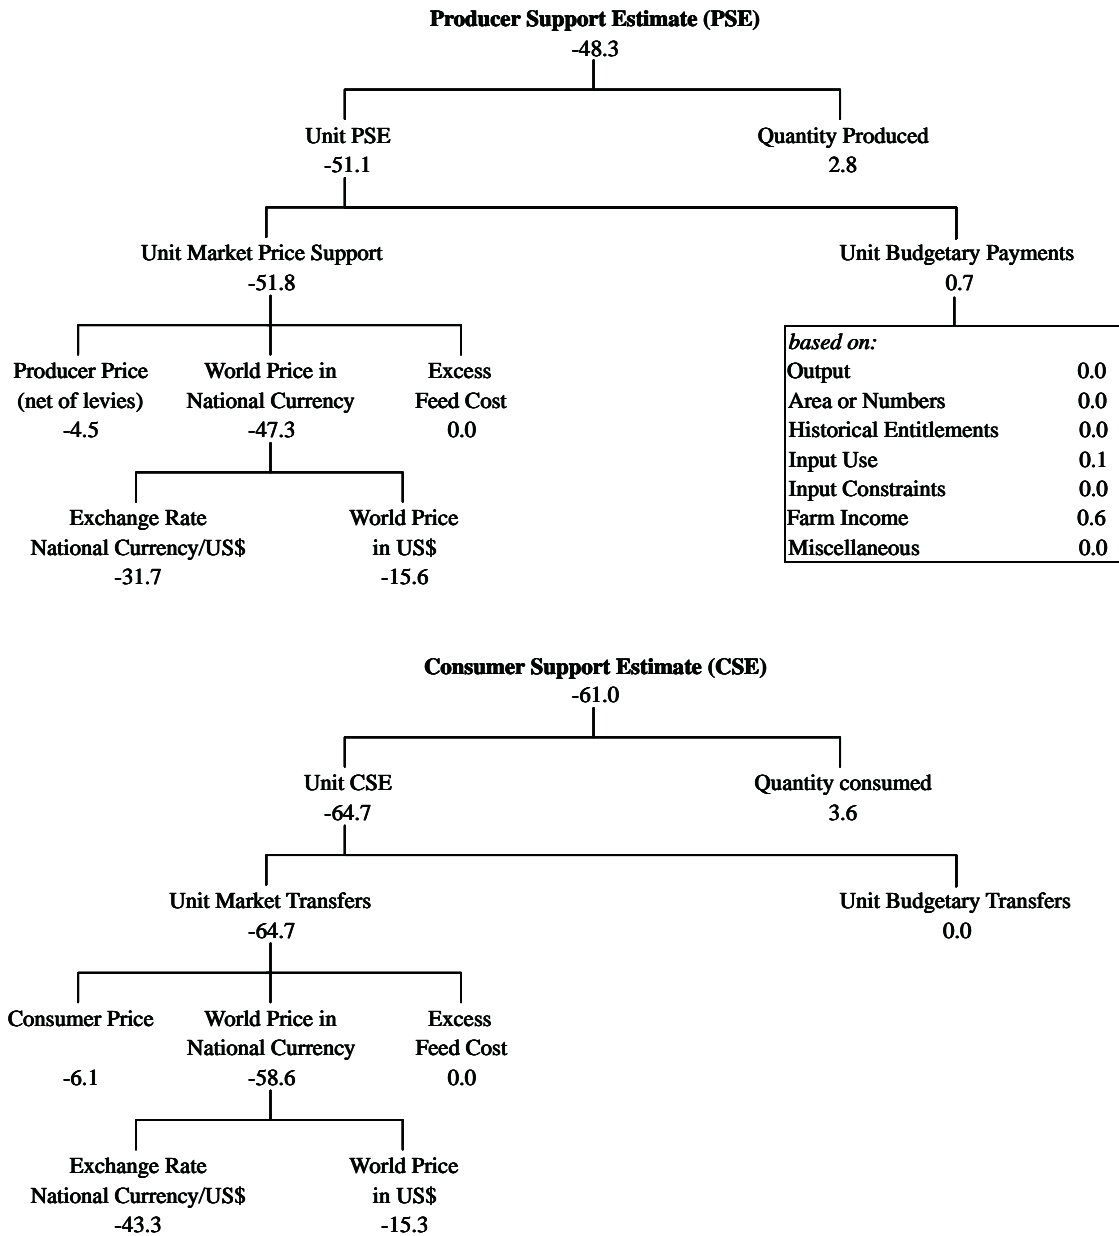 Producer Support Estimate (PSE)
-48.3
Unit PSE
-51.1
Quantity Produced
2.8
Unit Market Price Support
-51.8
Unit Budgetary Payments
0.7
Producer Price
(net of levies)
-4.5
World Price in
National Currency
-47.3
Excess
Feed Cost
0.0
based on:
Output 0.0
Area or Numbers 0.0
Historical Entitlements 0.0
Input Use 0.1
Input Constraints 0.0
Farm Income 0.6
Miscellaneous 0.0
Exchange Rate
National Currency/US$
-31.7
World Price
in US$
-15.6
Consumer Support Estimate (CSE)
-61.0
Unit CSE
-64.7
Quantity consumed
3.6
Unit Market Transfers
-64.7
Unit Budgetary Transfers
0.0
Consumer Price
-6.1
World Price in
National Currency
-58.6
Excess
Feed Cost
0.0
Exchange Rate
National Currency/US$
-43.3
World Price
in US$
-15.3